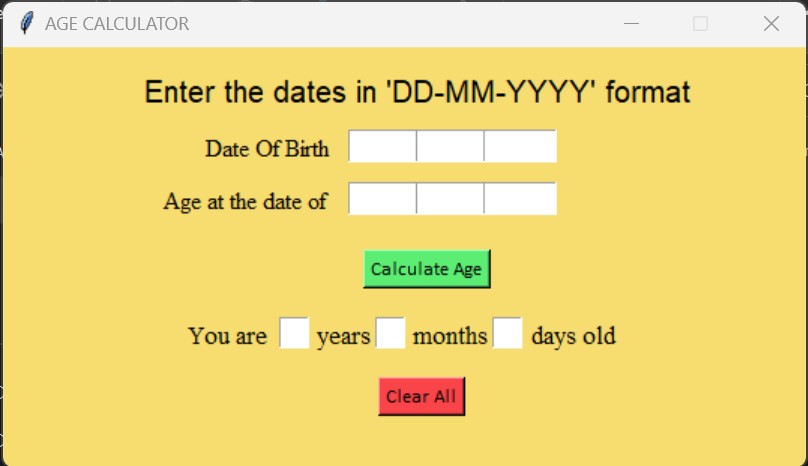 AGE CALCULATOR
Enter the dates in 'DD-MM-YYYY' format
Date Of Birth
Age at the date of
Calculate Age
You are years months days old
Clear All